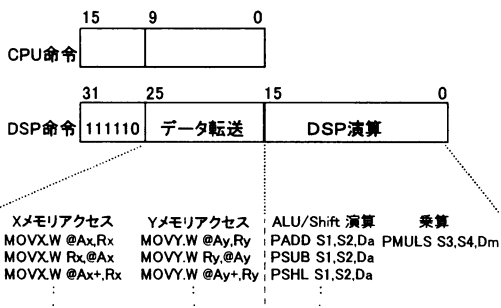 15 9 0
CPU命令
31 25 15 0
DSP命令 111110 データ転送 DSP演算
Xメモリアクセス Yメモリアクセス ALU/Shift 演算 乗算
MOVX.W @Ax,Rx MOVY.W @Ay,Ry PADD S1,S2,Da PMULS S3,S4,Dm
MOVX.W Rx,@Ax MOVY.W Ry,@Ay PSUB S1,S2,Da
MOVX.W @Ax+,Rx MOVY.W @Ay+,Ry PSHL S1,S2,Da